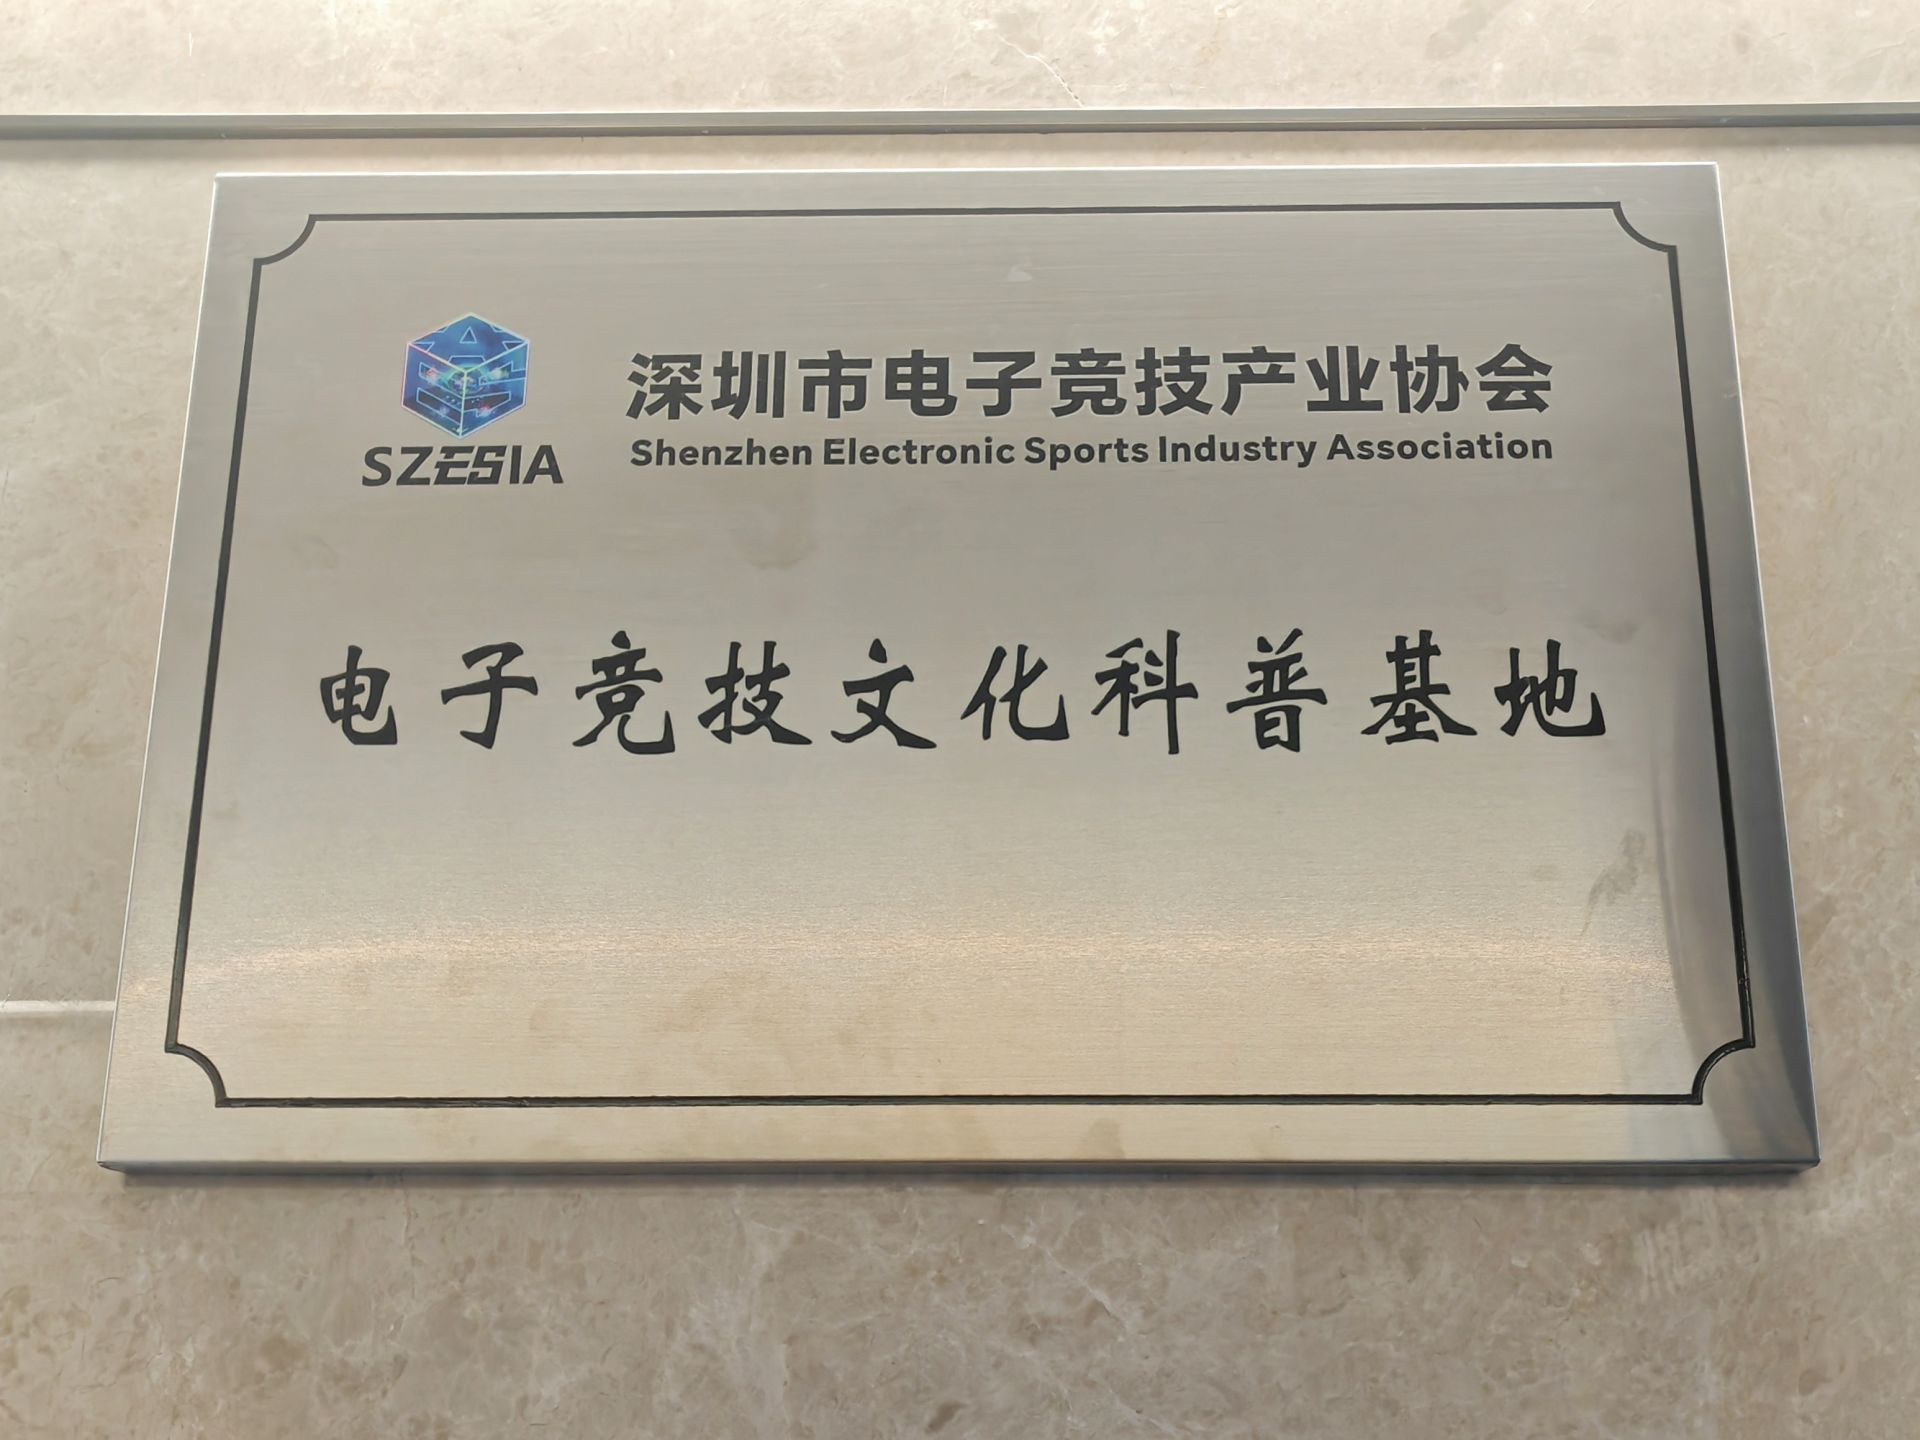 SZESIA
深圳市电子竞技产业协会
Shenzhen Electronic Sports Industry Association
电子竞技文化科普基地